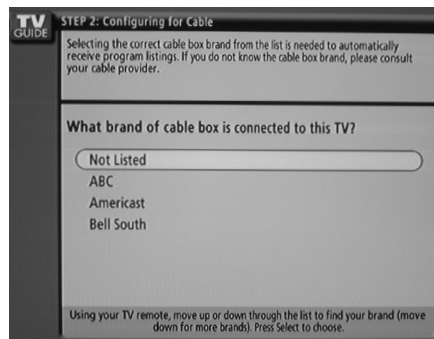 TV
GUIDE
STEP 2: Configuring for Cable
Selecting the correct cable box brand from the list is needed to automatically
receive program listings. If you do not know the cable box brand, please consult
your cable provider.
What brand of cable box is connected to this TV?
Not Listed
ABC
Americast
Bell South
Using your TV remote, move up or down through the list to find your brand (move
down for more brands). Press Select to choose.